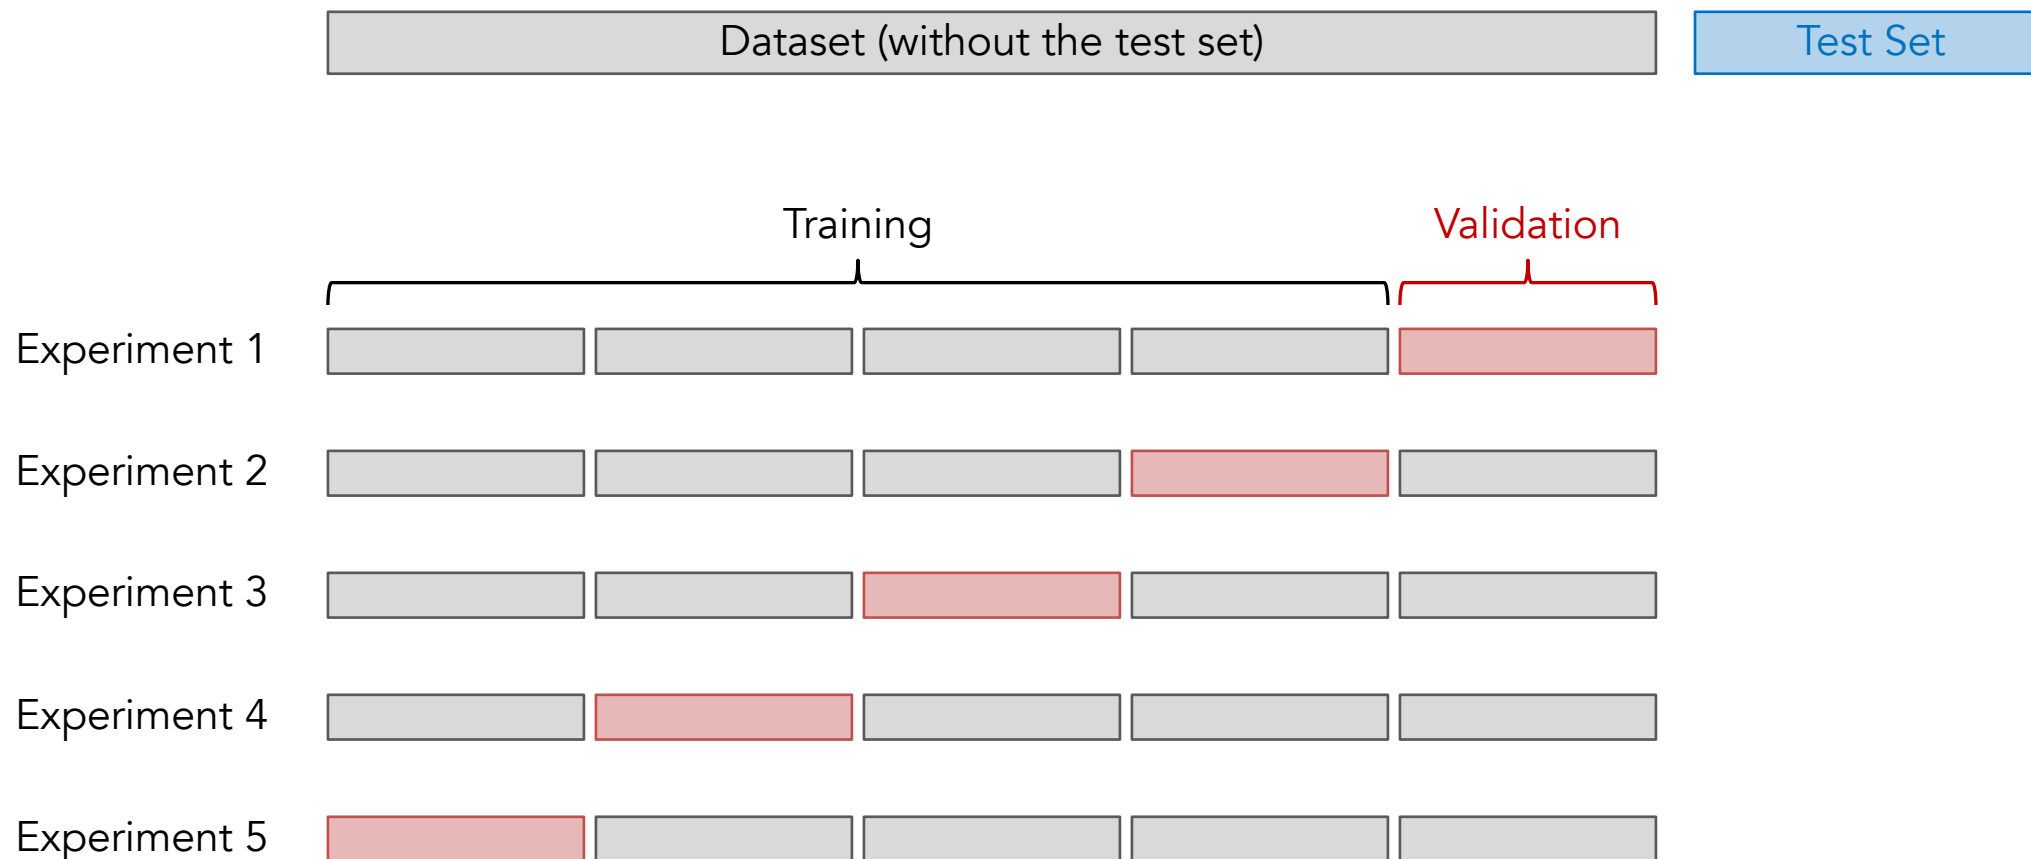 Dataset (without the test set)
Test Set
Training
Validation
Experiment 1
Experiment 2
Experiment 3
Experiment 4
Experiment 5